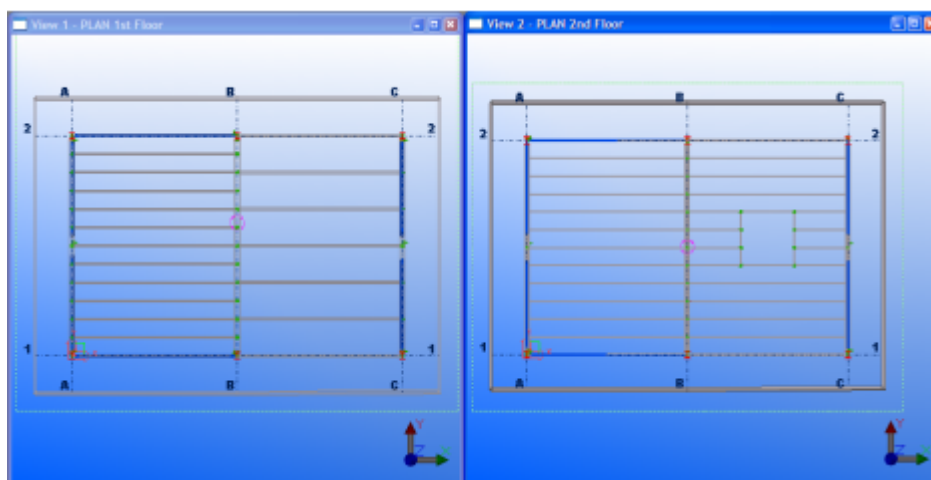 View 1 - PLAN 1st Floor
A B C
2 2
1 1
A B C
Y
Z
View 2 - PLAN 2nd Floor
A B C
2 2
1 1
A B C
Y
Z